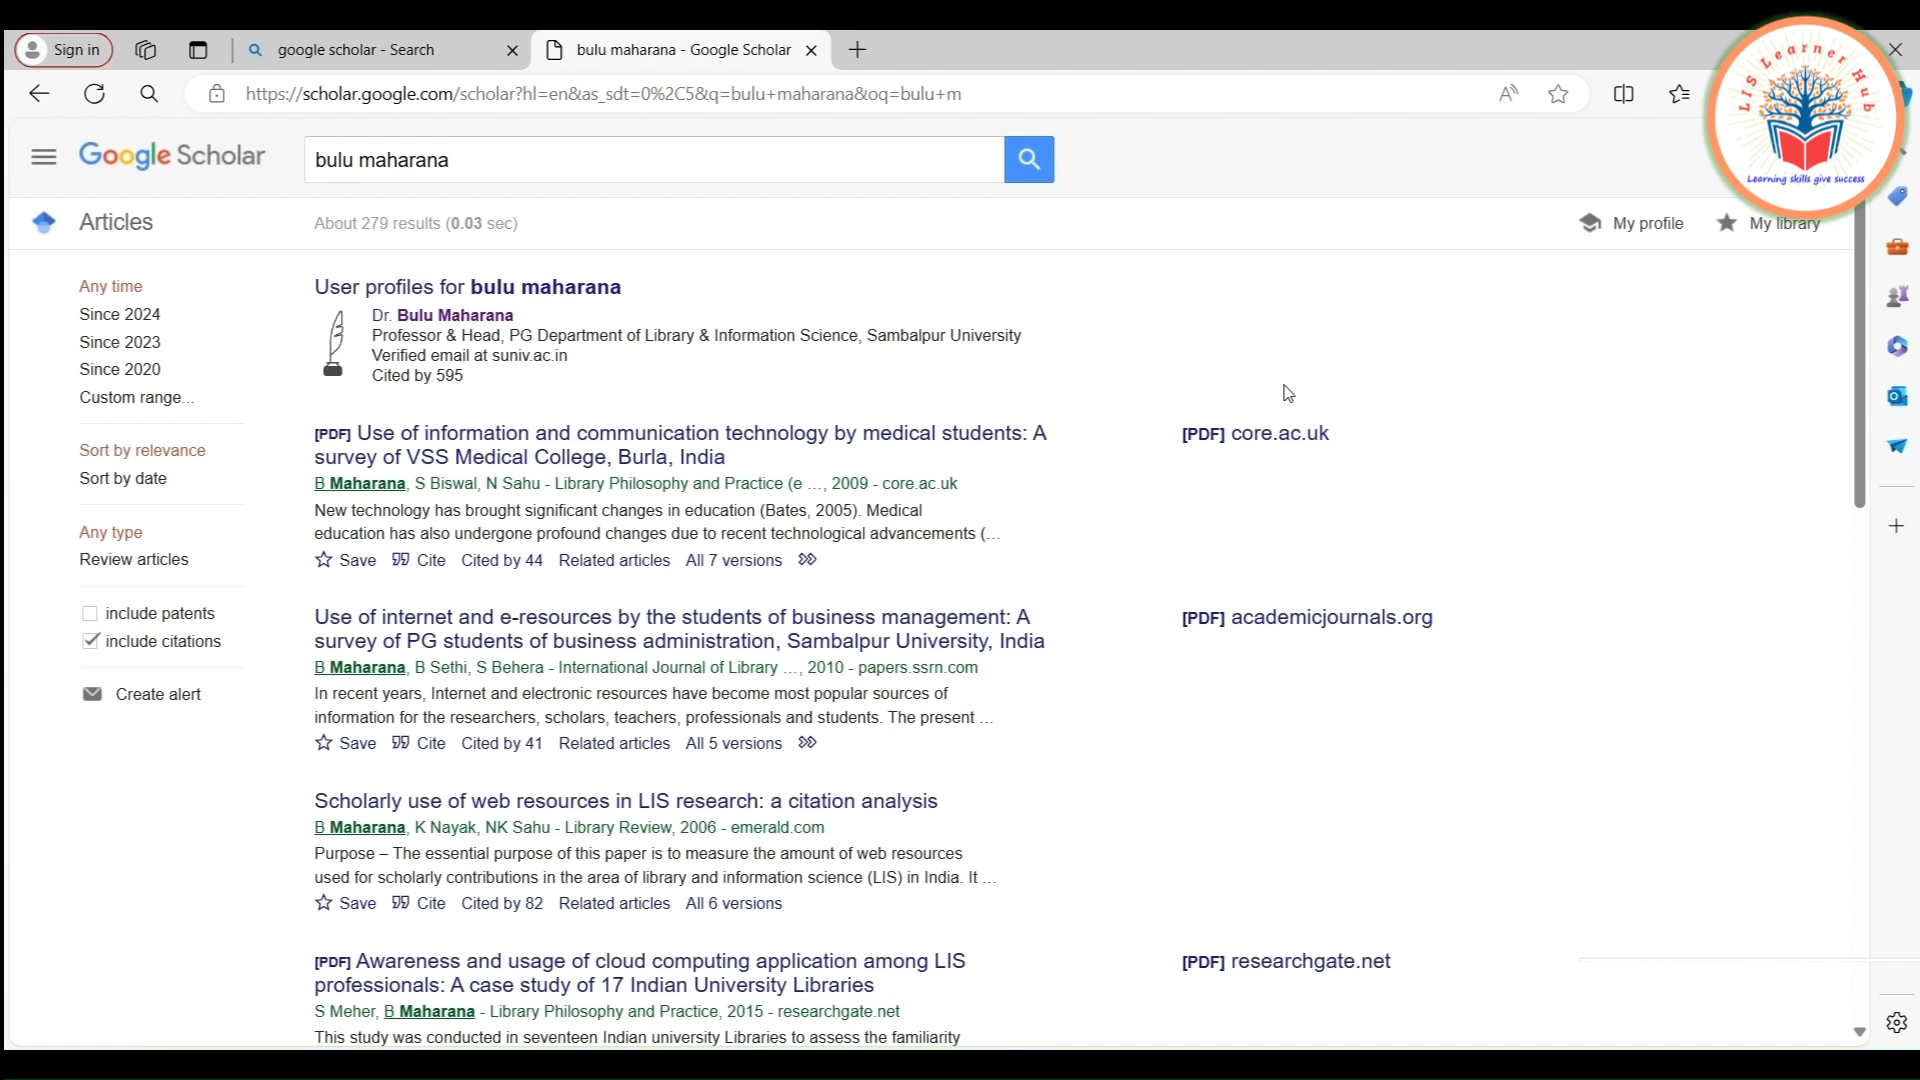 Sign in
google scholar - Search
bulu maharana - Google Scholar
https://scholar.google.com/scholar?hl=en&as_sdt=0%2C5&q=bulu+maharana&oq=bulu+m
LIS Learner Hub
Learning skills give success
Google Scholar
bulu maharana
Articles
About 279 results (0.03 sec)
My profile
My library
Any time
Since 2024
Since 2023
Since 2020
Custom range...
Sort by relevance
Sort by date
Any type
Review articles
include patents
include citations
Create alert
User profiles for bulu maharana
Dr. Bulu Maharana
Professor & Head, PG Department of Library & Information Science, Sambalpur University
Verified email at suniv.ac.in
Cited by 595
[PDF] Use of information and communication technology by medical students: A
survey of VSS Medical College, Burla, India
B Maharana, S Biswal, N Sahu - Library Philosophy and Practice (e …, 2009 - core.ac.uk
New technology has brought significant changes in education (Bates, 2005). Medical
education has also undergone profound changes due to recent technological advancements (…
Save Cite Cited by 44 Related articles All 7 versions
[PDF] core.ac.uk
Use of internet and e-resources by the students of business management: A
survey of PG students of business administration, Sambalpur University, India
B Maharana, B Sethi, S Behera - International Journal of Library …, 2010 - papers.ssrn.com
In recent years, Internet and electronic resources have become most popular sources of
information for the researchers, scholars, teachers, professionals and students. The present …
Save Cite Cited by 41 Related articles All 5 versions
[PDF] academicjournals.org
Scholarly use of web resources in LIS research: a citation analysis
B Maharana, K Nayak, NK Sahu - Library Review, 2006 - emerald.com
Purpose – The essential purpose of this paper is to measure the amount of web resources
used for scholarly contributions in the area of library and information science (LIS) in India. It …
Save Cite Cited by 82 Related articles All 6 versions
[PDF] Awareness and usage of cloud computing application among LIS
professionals: A case study of 17 Indian University Libraries
S Meher, B Maharana - Library Philosophy and Practice, 2015 - researchgate.net
This study was conducted in seventeen Indian university Libraries to assess the familiarity
[PDF] researchgate.net